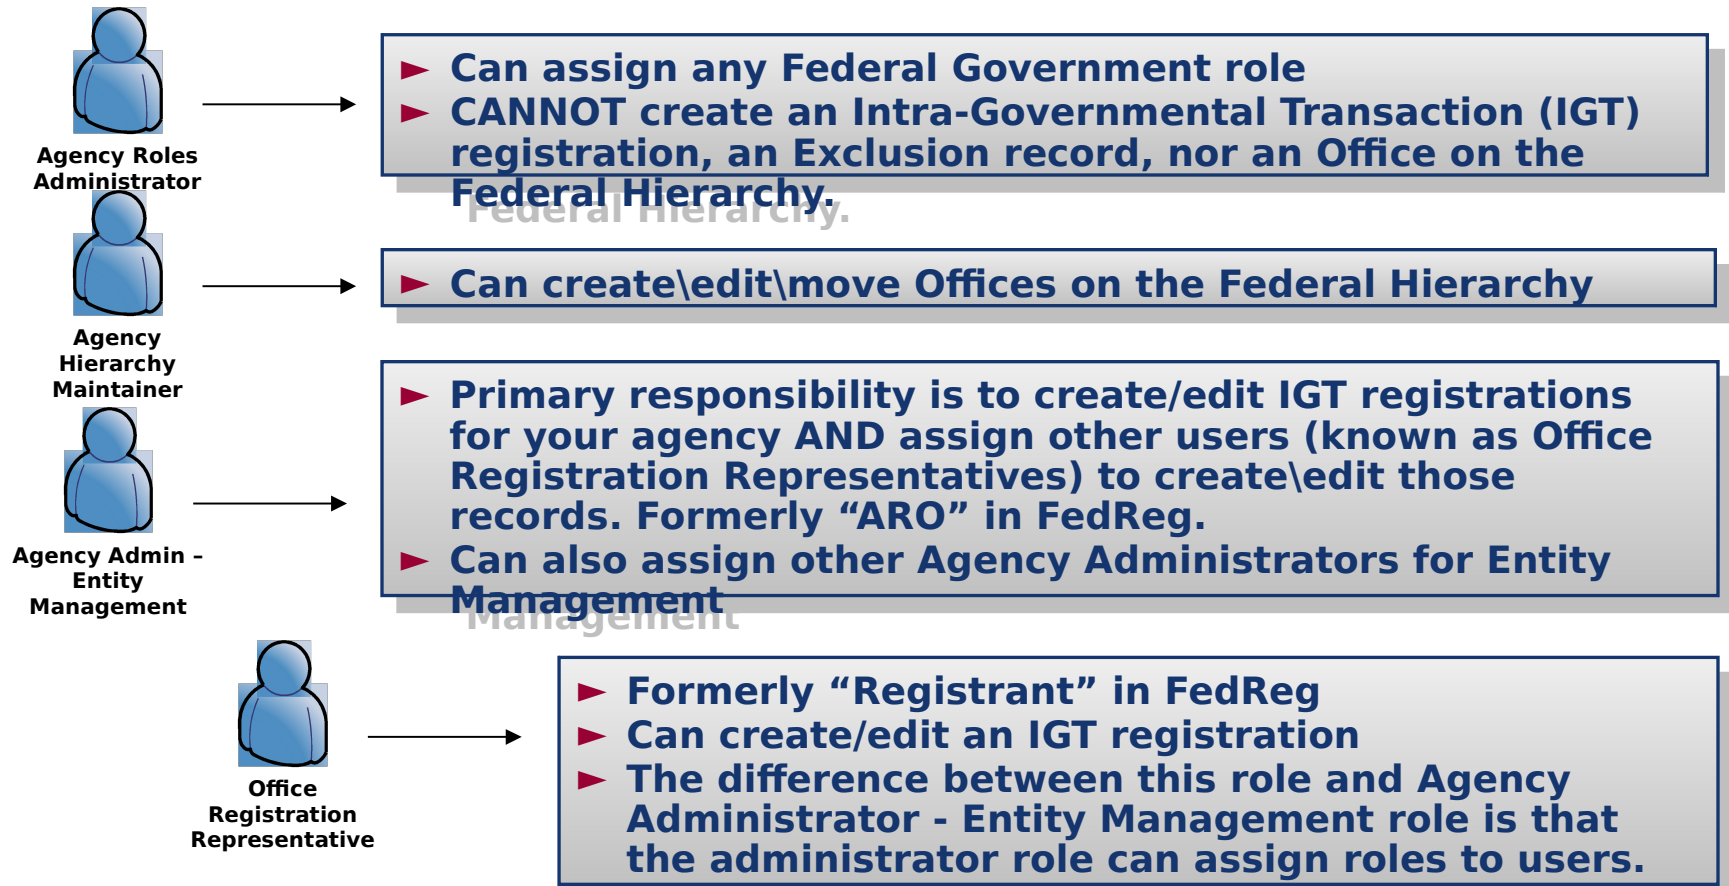 Agency Roles
Administrator
► Can assign any Federal Government role
► CANNOT create an Intra-Governmental Transaction (IGT)
registration, an Exclusion record, nor an Office on the
Federal Hierarchy.
Agency
Hierarchy
Maintainer
► Can create\edit\move Offices on the Federal Hierarchy
Agency Admin –
Entity
Management
► Primary responsibility is to create/edit IGT registrations
for your agency AND assign other users (known as Office
Registration Representatives) to create\edit those
records. Formerly “ARO” in FedReg.
► Can also assign other Agency Administrators for Entity
Management
Office
Registration
Representative
► Formerly “Registrant” in FedReg
► Can create/edit an IGT registration
► The difference between this role and Agency
Administrator - Entity Management role is that
the administrator role can assign roles to users.